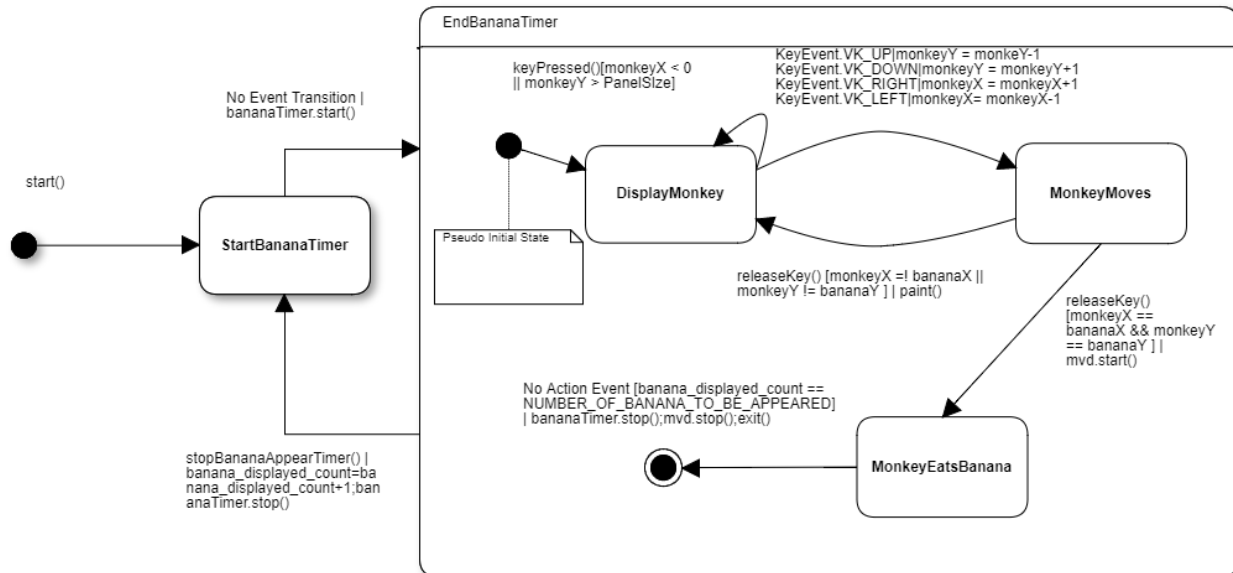 EndBananaTimer
keyPressed()[monkeyX < 0
|| monkeyY > PanelSIze]
KeyEvent.VK_UP|monkeyY = monkeY-1
KeyEvent.VK_DOWN|monkeyY = monkeyY+1
KeyEvent.VK_RIGHT|monkeyX = monkeyX+1
KeyEvent.VK_LEFT|monkeyX= monkeyX-1
No Event Transition |
bananaTimer.start()
start()
StartBananaTimer
DisplayMonkey
MonkeyMoves
Pseudo Initial State
releaseKey() [monkeyX =! bananaX ||
monkeyY != bananaY ] | paint()
releaseKey()
[monkeyX ==
bananaX && monkeyY
== bananaY ] |
mvd.start()
No Action Event [banana_displayed_count ==
NUMBER_OF_BANANA_TO_BE_APPEARED]
| bananaTimer.stop();mvd.stop();exit()
MonkeyEatsBanana
stopBananaAppearTimer() |
banana_displayed_count=ba
nana_displayed_count+1;ban
anaTimer.stop()